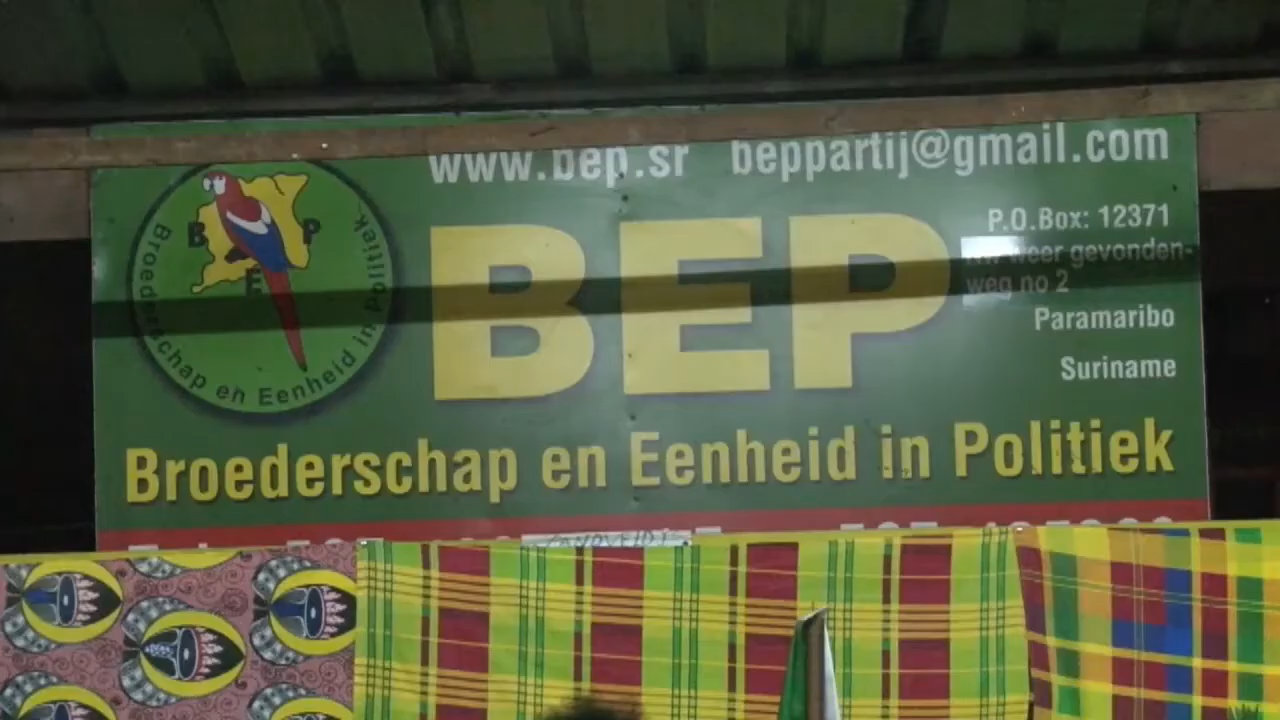 www.bep.sr beppartij@gmail.com
BEP
P.O.Box: 12371
weer gevonden-
weg no 2
Paramaribo
Suriname
B P
E
Broederschap en Eenheid in Politiek
Broederschap en Eenheid in Politiek